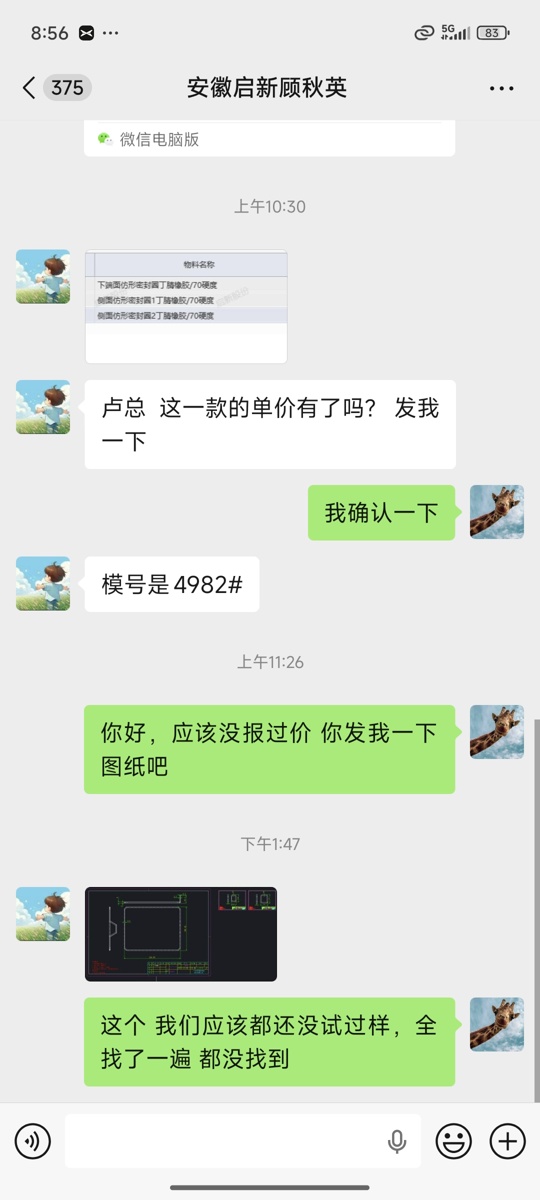 8:56
5G
83
375
安徽启新顾秋英
微信电脑版
上午10:30
物料名称
下端面仿形密封圈丁腈橡胶/70硬度
侧面仿形密封圈1丁腈橡胶/70硬度
侧面仿形密封圈2丁腈橡胶/70硬度
卢总 这一款的单价有了吗？ 发我
一下
我确认一下
模号是4982#
上午11:26
你好，应该没报过价 你发我一下
图纸吧
下午1:47
这个 我们应该都还没试过样，全
找了一遍 都没找到